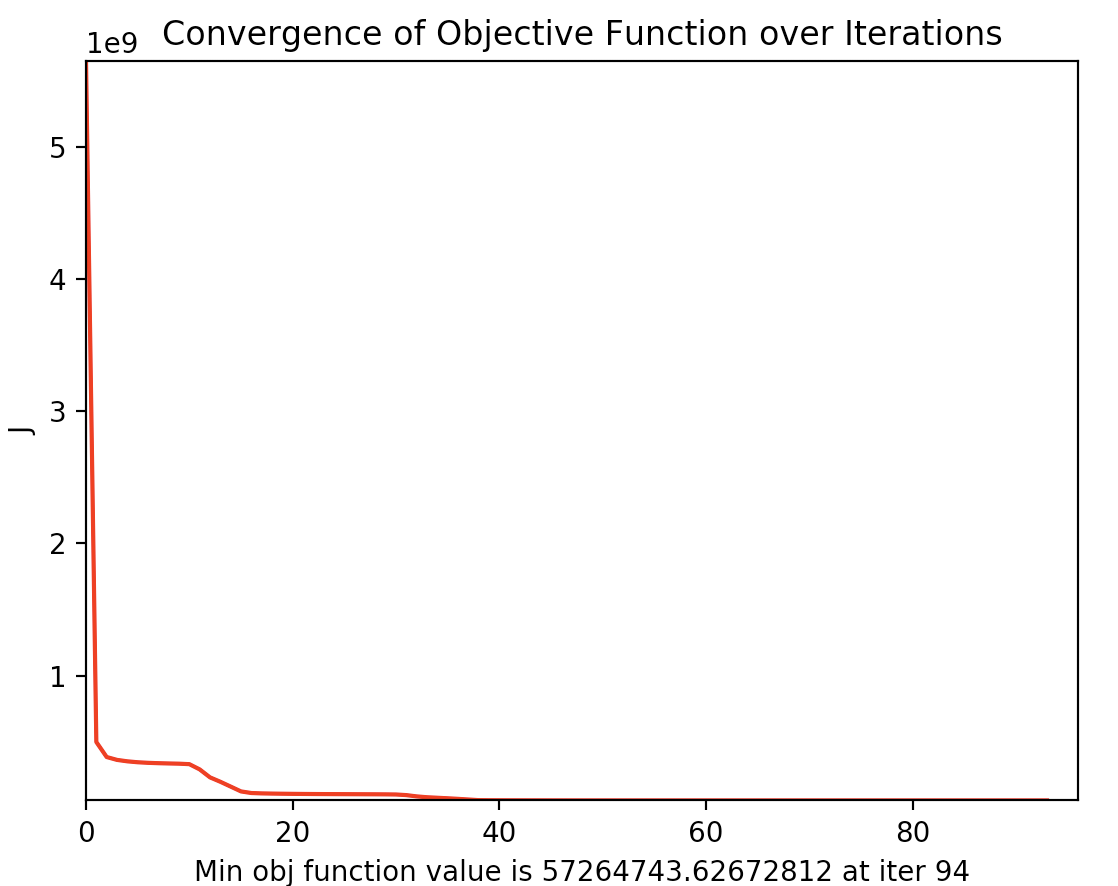 Convergence of Objective Function over Iterations
1e9
5
4
3
2
1
J
0 20 40 60 80
Min obj function value is 57264743.62672812 at iter 94